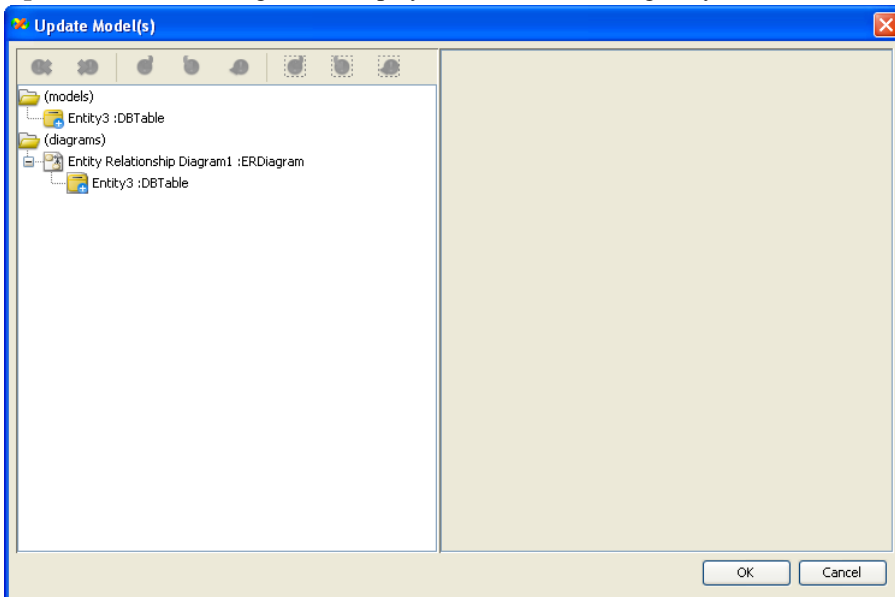 Update Model(s)
(models)
Entity3 :DBTable
(diagrams)
Entity Relationship Diagram1 :ERDiagram
Entity3 :DBTable
OK
Cancel